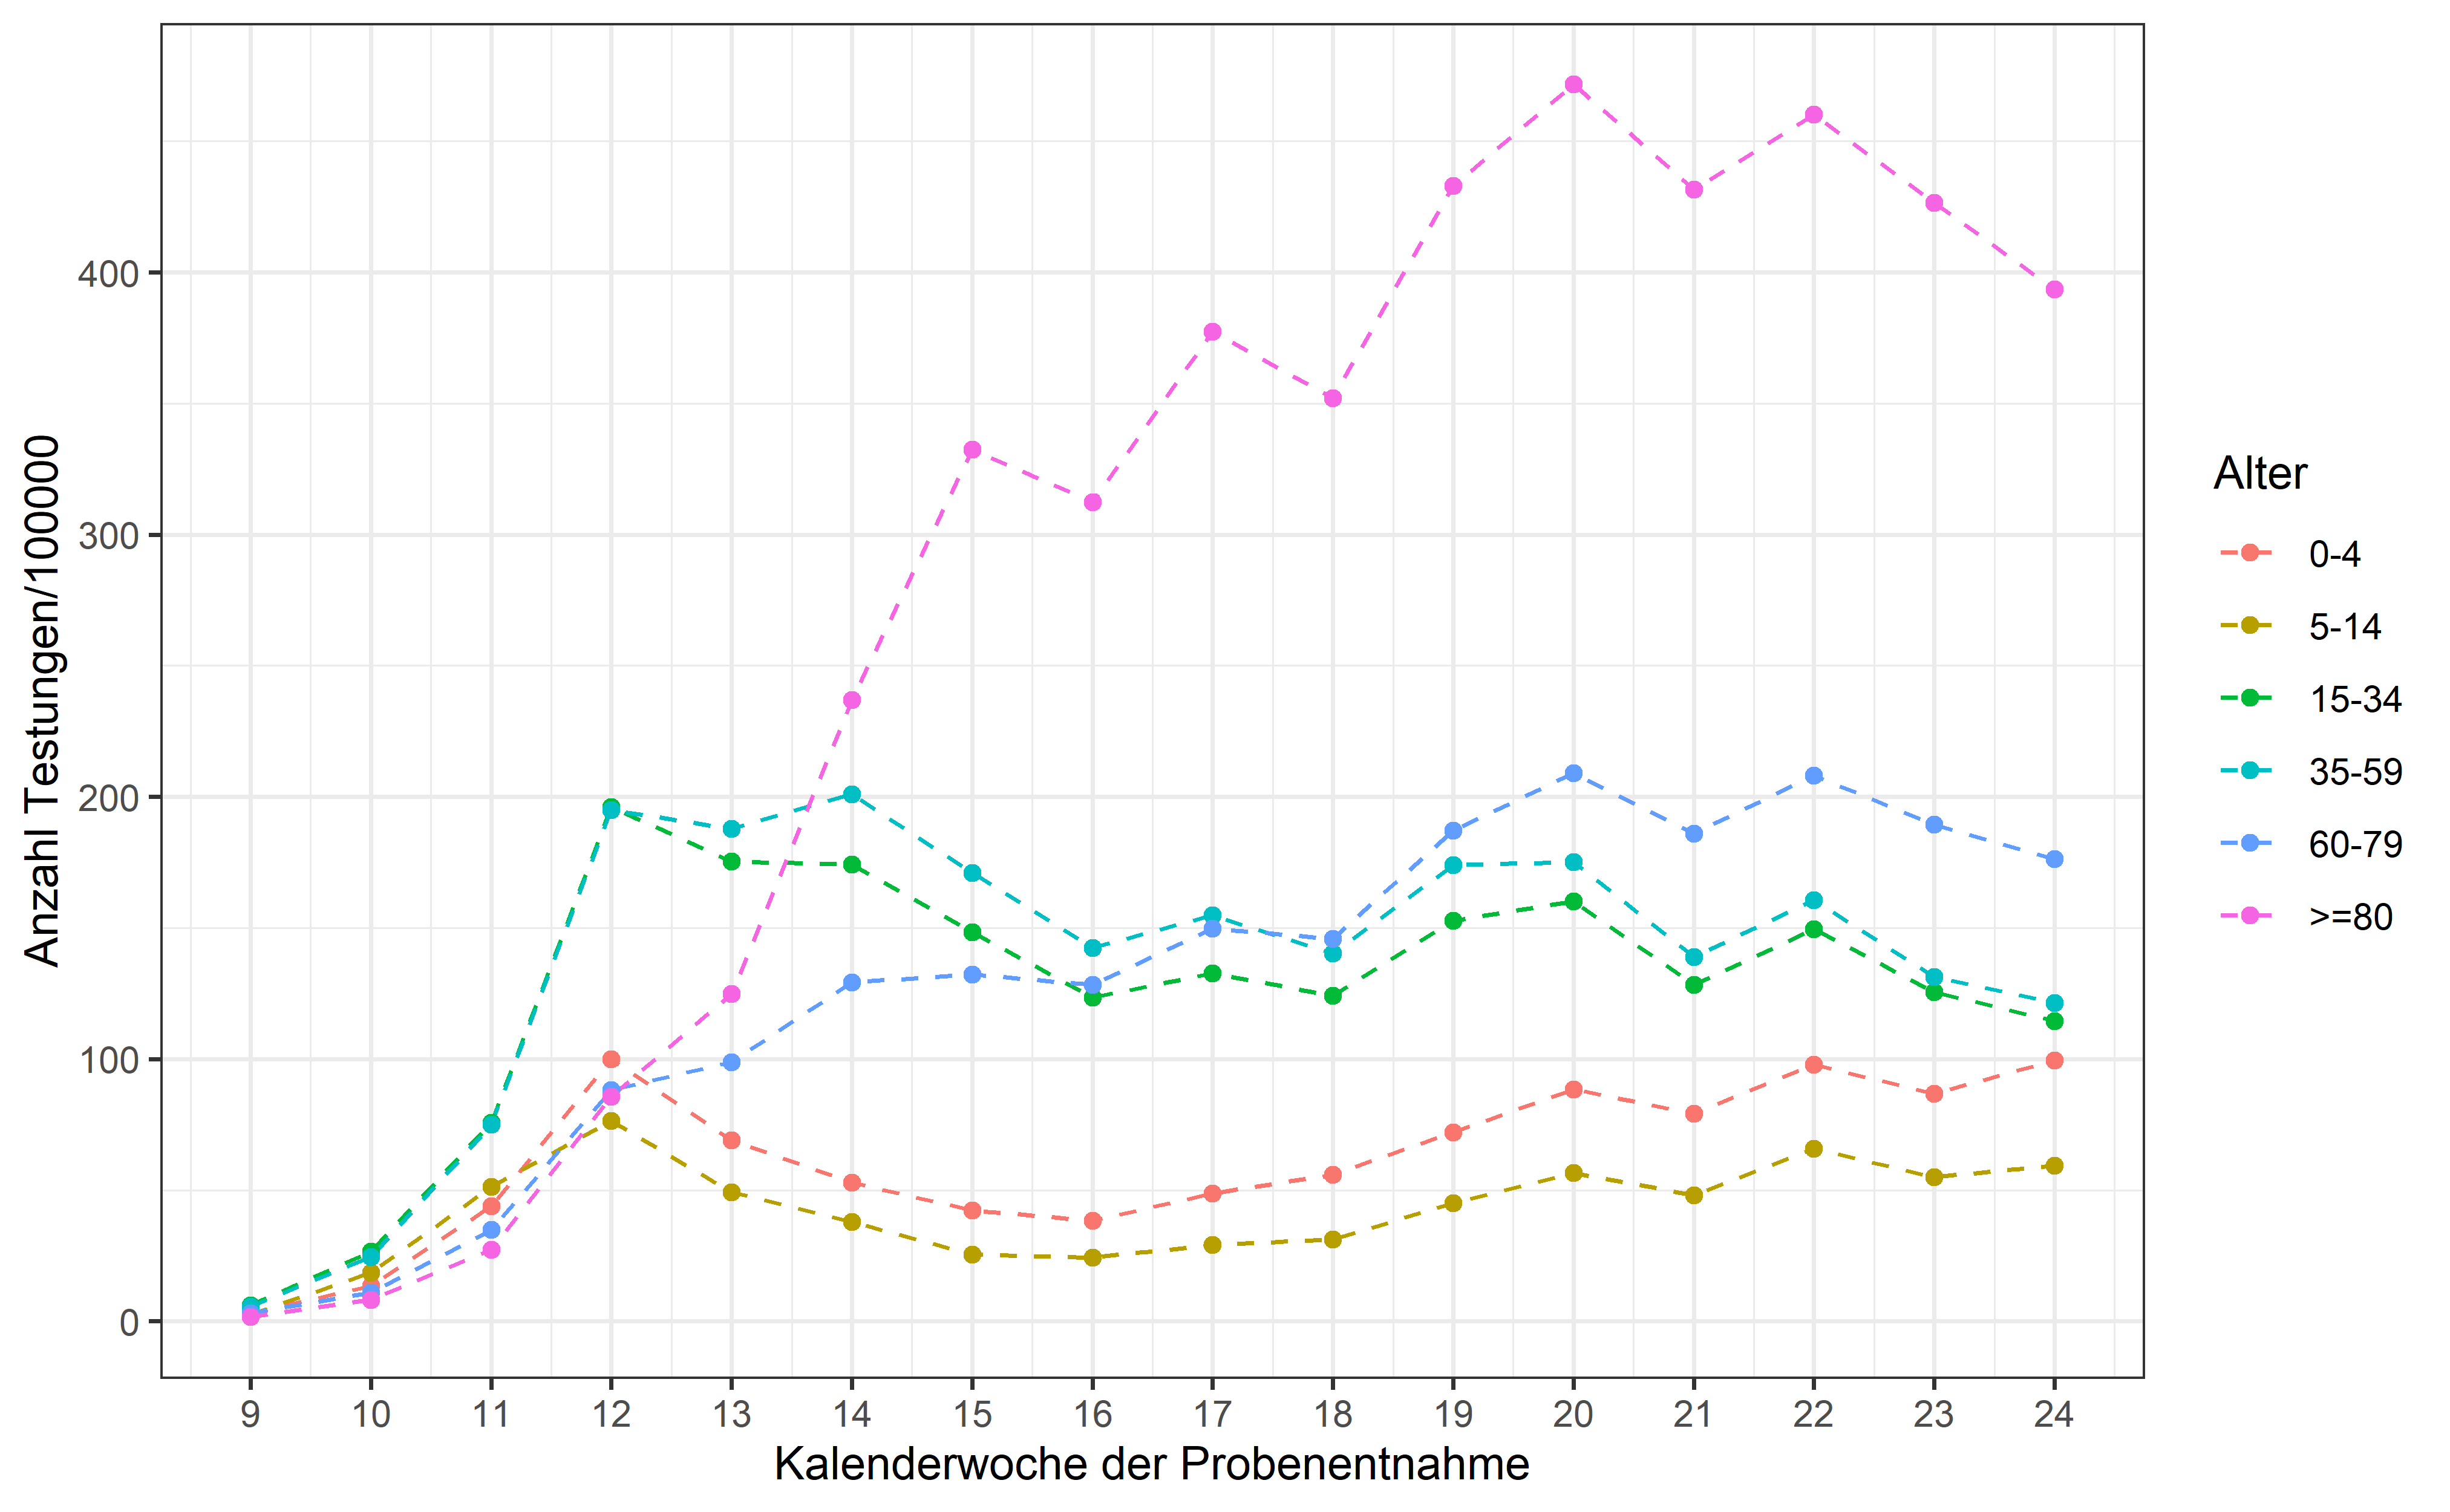 Anzahl Testungen/100000
400
300
200
100
0
9 10 11 12 13 14 15 16 17 18 19 20 21 22 23 24
Kalenderwoche der Probenentnahme
Alter
0-4
5-14
15-34
35-59
60-79
>=80